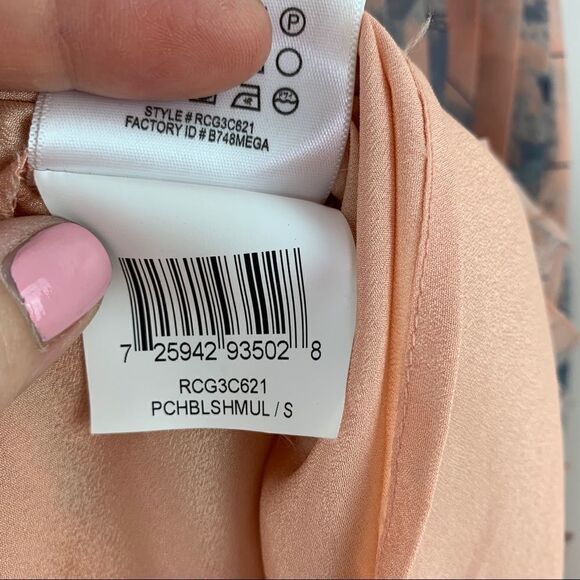 P
STYLE # RCG3C621
FACTORY ID # B748MEGA
7 25942 93502 8
RCG3C621
PCHBLSHMUL / S